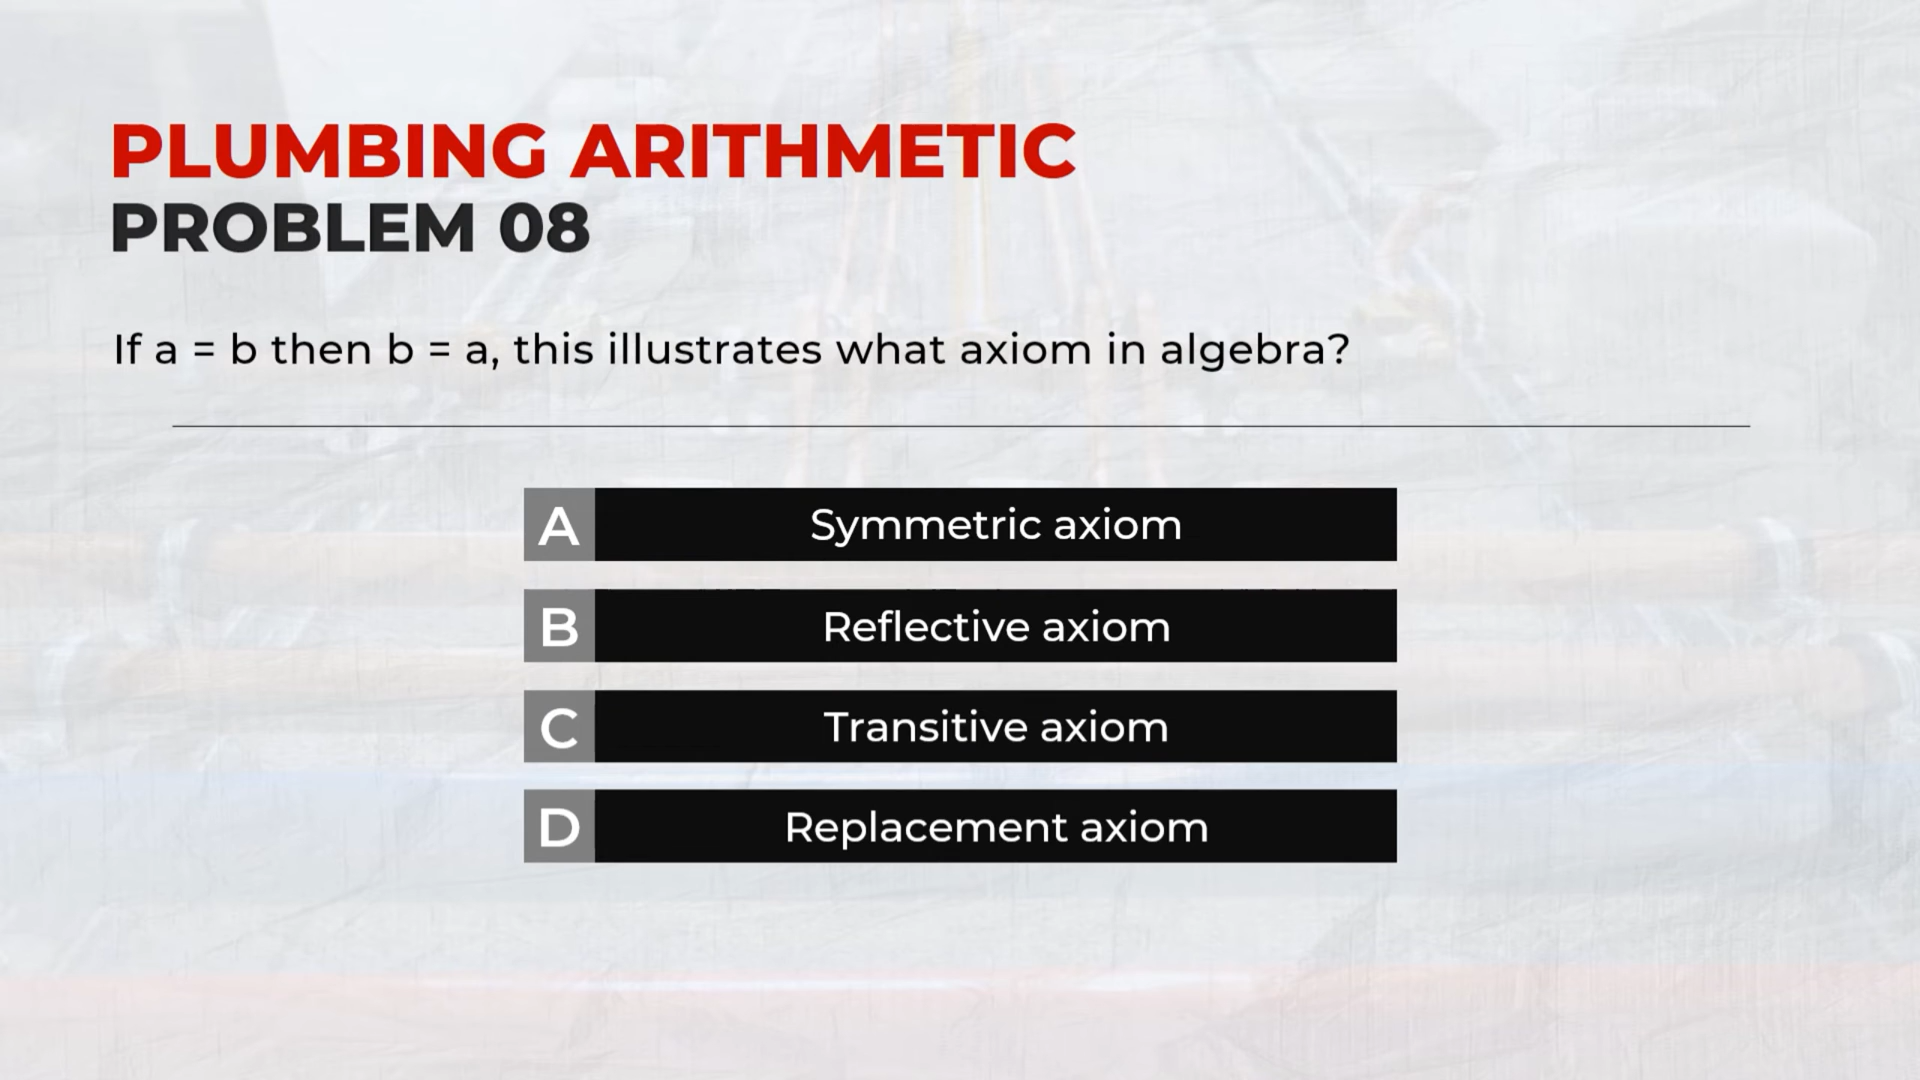 PLUMBING ARITHMETIC
PROBLEM 08
If a = b then b = a, this illustrates what axiom in algebra?
A Symmetric axiom
B Reflective axiom
C Transitive axiom
D Replacement axiom